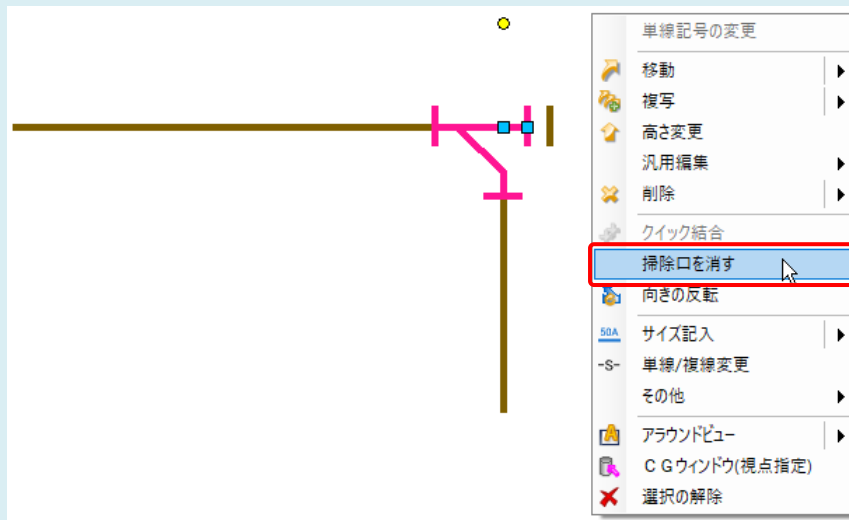 単線記号の変更
移動
複写
高さ変更
汎用編集
削除
クイック結合
掃除口を消す
向きの反転
50A サイズ記入
-S- 単線/複線変更
その他
A アラウンドビュー
ＣＧウィンドウ(視点指定)
選択の解除